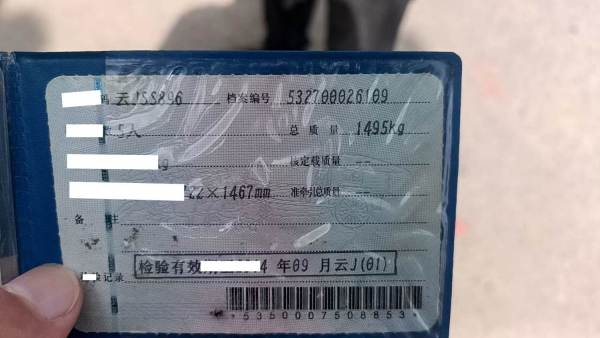 云JSS896 档案编号 532700026109
5人 总质量 1495Kg
核定载质量 --
22×1467mm 准牵引总质量 --
备 注
记录 检验有效 4 年09 月云J(01)
*5350007508853*